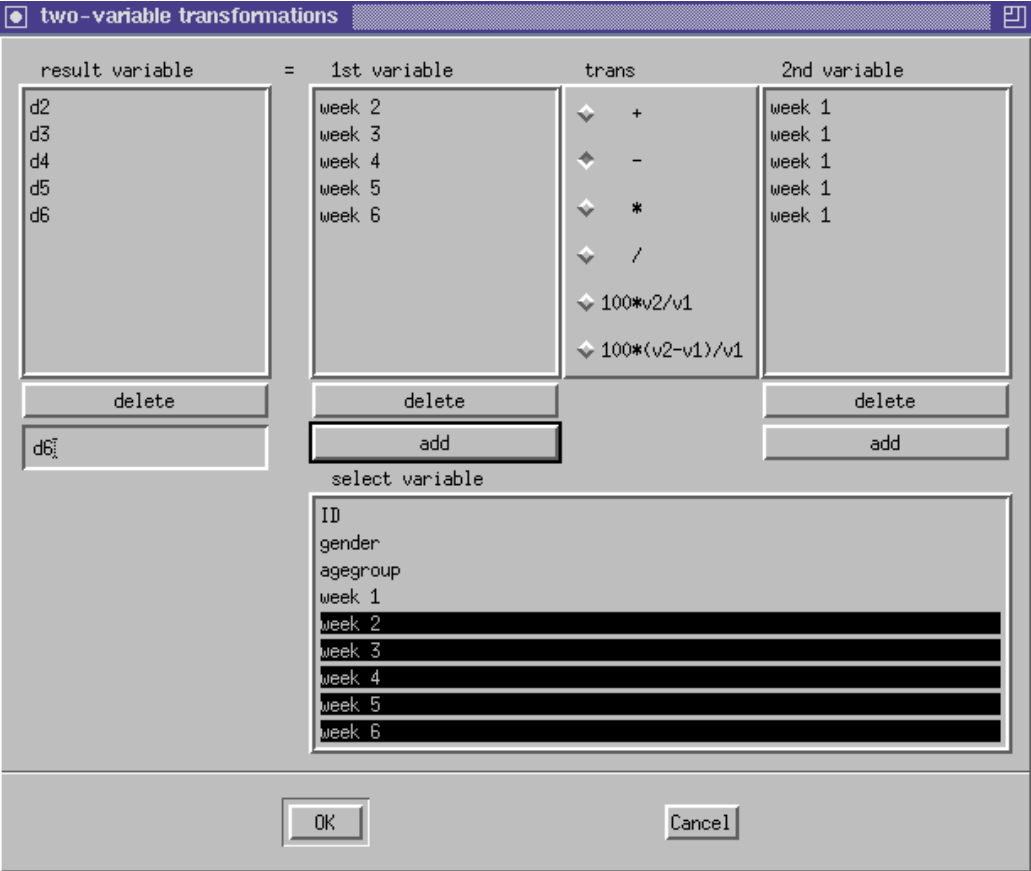 two-variable transformations
result variable = 1st variable trans 2nd variable
d2
d3
d4
d5
d6
week 2
week 3
week 4
week 5
week 6
+
-
*
/
100*v2/v1
100*(v2-v1)/v1
week 1
week 1
week 1
week 1
week 1
delete
delete
delete
d6
add
add
select variable
ID
gender
agegroup
week 1
week 2
week 3
week 4
week 5
week 6
OK
Cancel